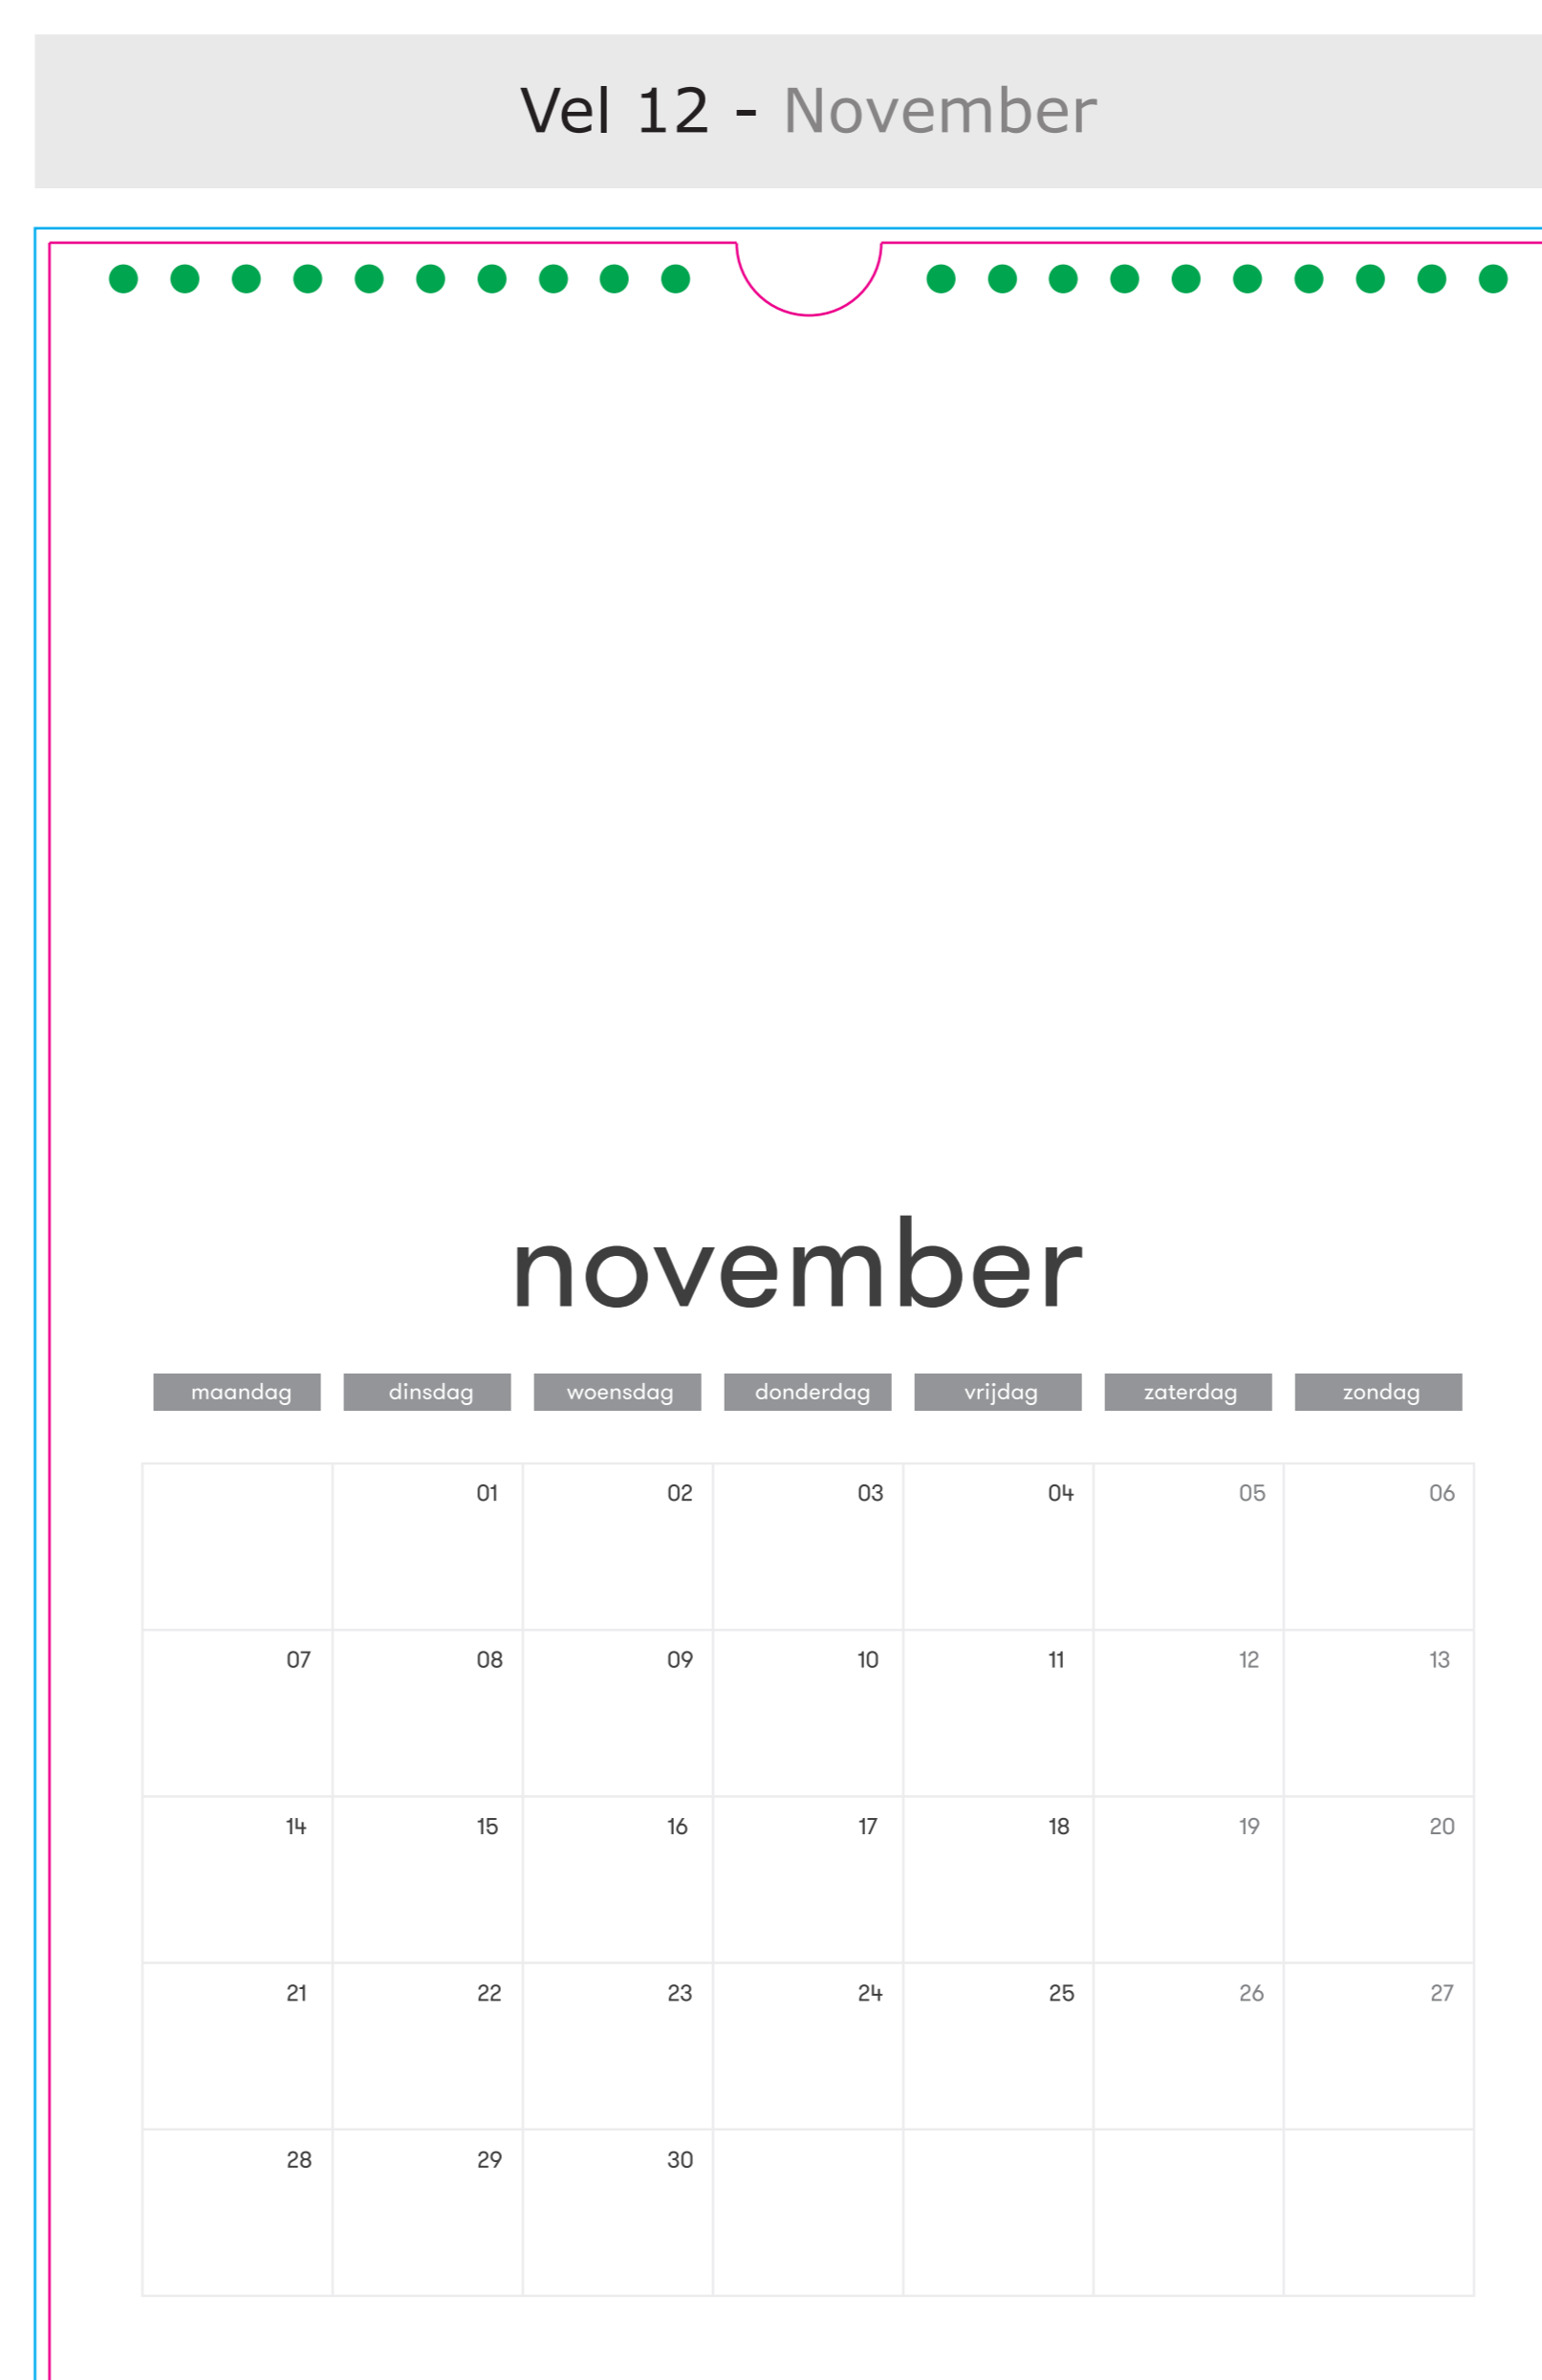 Vel 12 - November
november
maandag dinsdag woensdag donderdag vrijdag zaterdag zondag
01 02 03 04 05 06
07 08 09 10 11 12 13
14 15 16 17 18 19 20
21 22 23 24 25 26 27
28 29 30